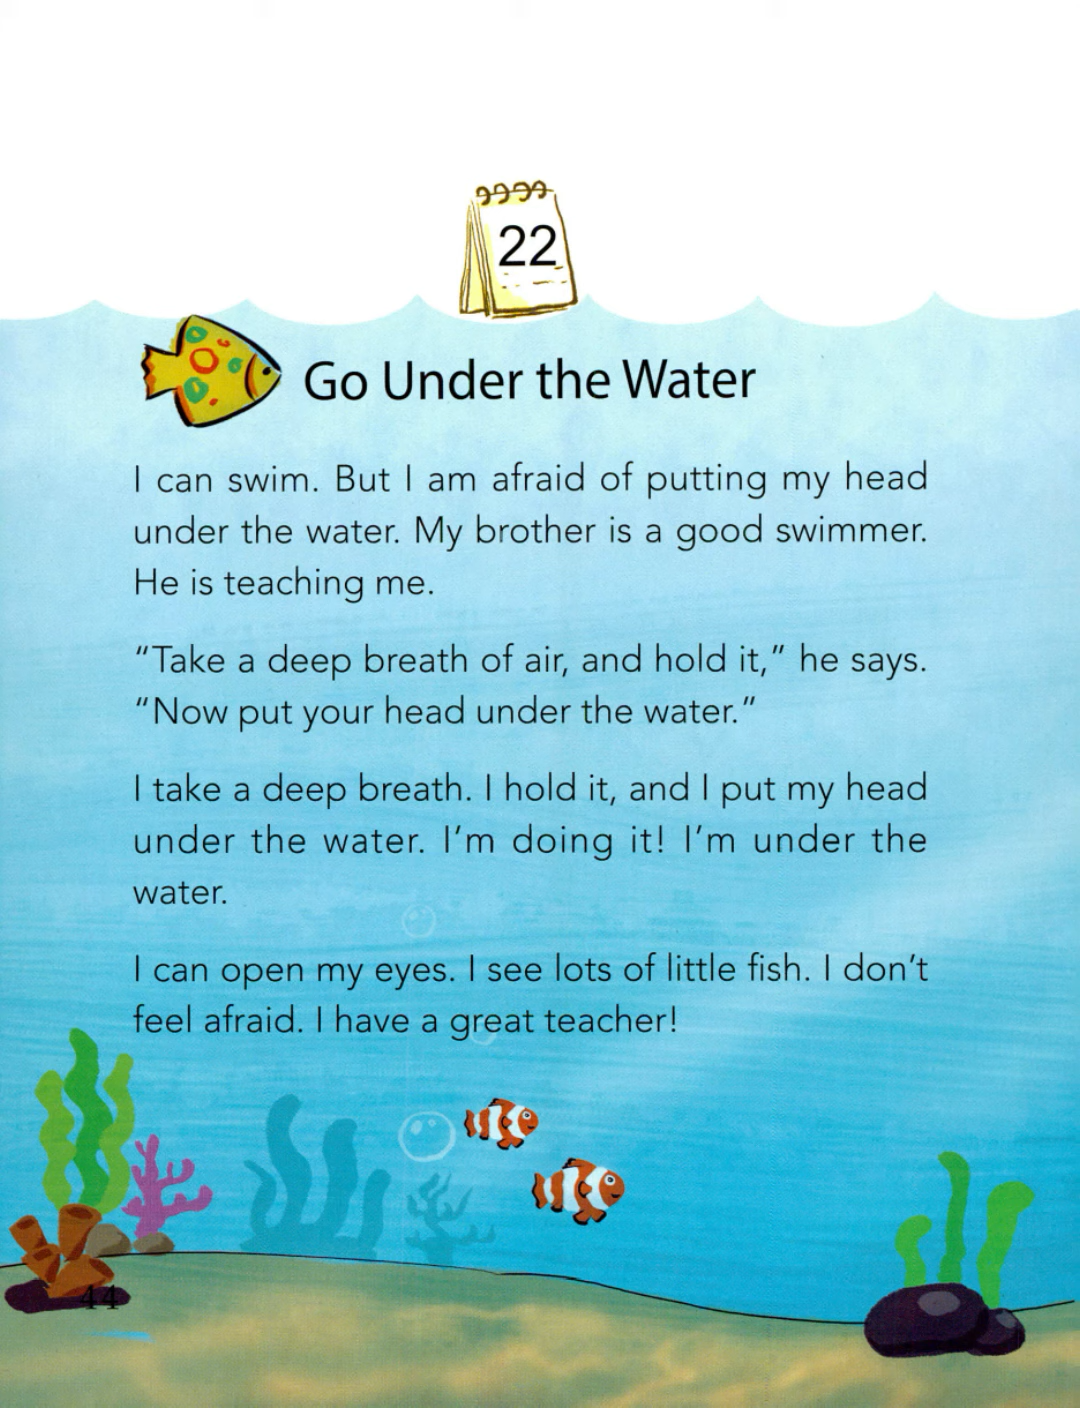 22
Go Under the Water
I can swim. But I am afraid of putting my head
under the water. My brother is a good swimmer.
He is teaching me.
“Take a deep breath of air, and hold it,” he says.
“Now put your head under the water.”
I take a deep breath. I hold it, and I put my head
under the water. I’m doing it! I’m under the
water.
I can open my eyes. I see lots of little fish. I don’t
feel afraid. I have a great teacher!
44